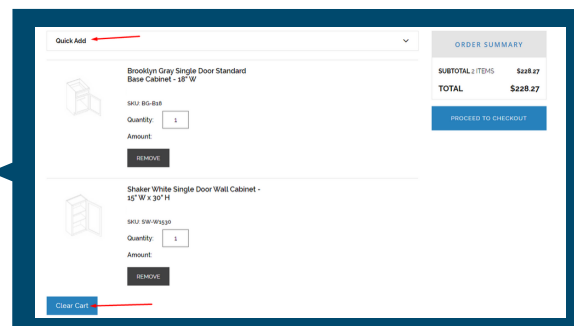 Quick Add
Brooklyn Gray Single Door Standard
Base Cabinet - 18" W
SKU: BG-B18
Quantity: 1
Amount:
REMOVE
Shaker White Single Door Wall Cabinet -
15" W x 30" H
SKU: SW-W1530
Quantity: 1
Amount:
REMOVE
Clear Cart
ORDER SUMMARY
SUBTOTAL 2 ITEMS $228.27
TOTAL $228.27
PROCEED TO CHECKOUT